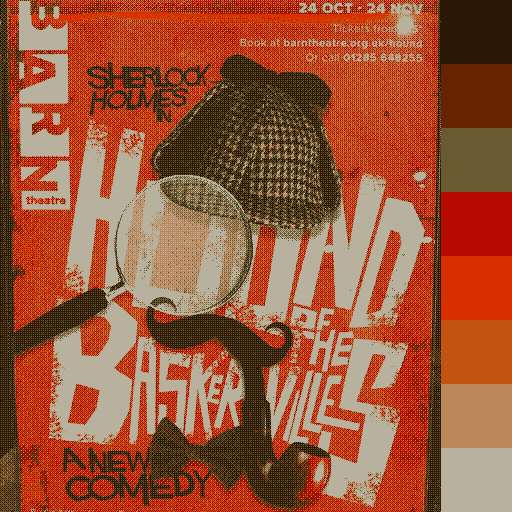 24 OCT - 24 NOV
Tickets from
Book at barntheatre.org.uk/hound
Or call 01285 648255
BARN
theatre
SHERLOCK
HOLMES
IN
HOUND
OF
THE
BASKERVILLES
A NEW
COMEDY